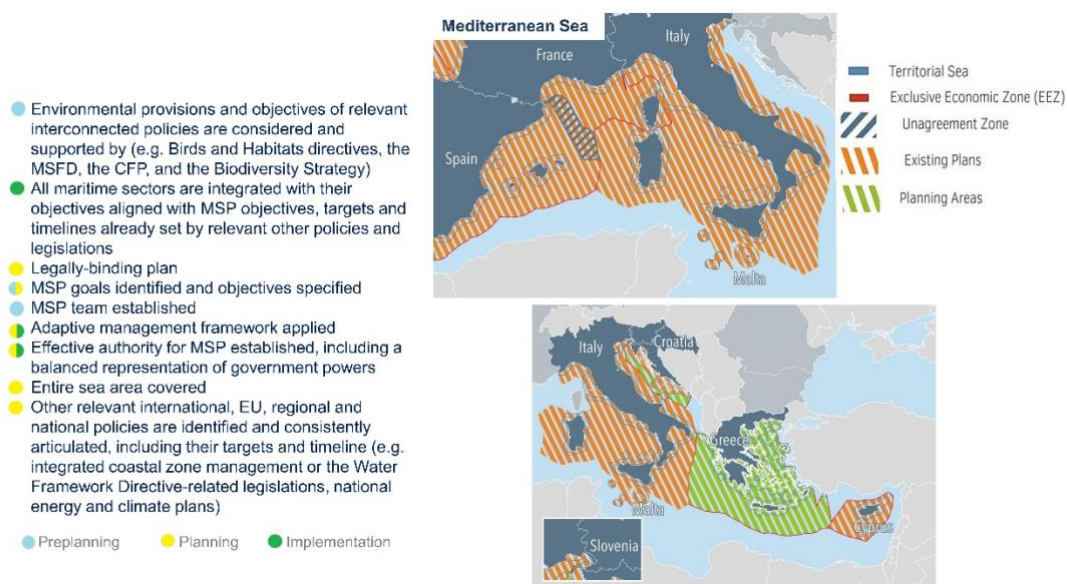 Mediterranean Sea
Environmental provisions and objectives of relevant
interconnected policies are considered and
supported by (e.g. Birds and Habitats directives, the
MSFD, the CFP, and the Biodiversity Strategy)
All maritime sectors are integrated with their
objectives aligned with MSP objectives, targets and
timelines already set by relevant other policies and
legislations
Legally-binding plan
MSP goals identified and objectives specified
MSP team established
Adaptive management framework applied
Effective authority for MSP established, including a
balanced representation of government powers
Entire sea area covered
Other relevant international, EU, regional and
national policies are identified and consistently
articulated, including their targets and timeline (e.g.
integrated coastal zone management or the Water
Framework Directive-related legislations, national
energy and climate plans)
Preplanning
Planning
Implementation
France
Italy
Spain
Malta
Territorial Sea
Exclusive Economic Zone (EEZ)
Unagreement Zone
Existing Plans
Planning Areas
Italy
Croatia
Greece
Malta
Cyprus
Slovenia